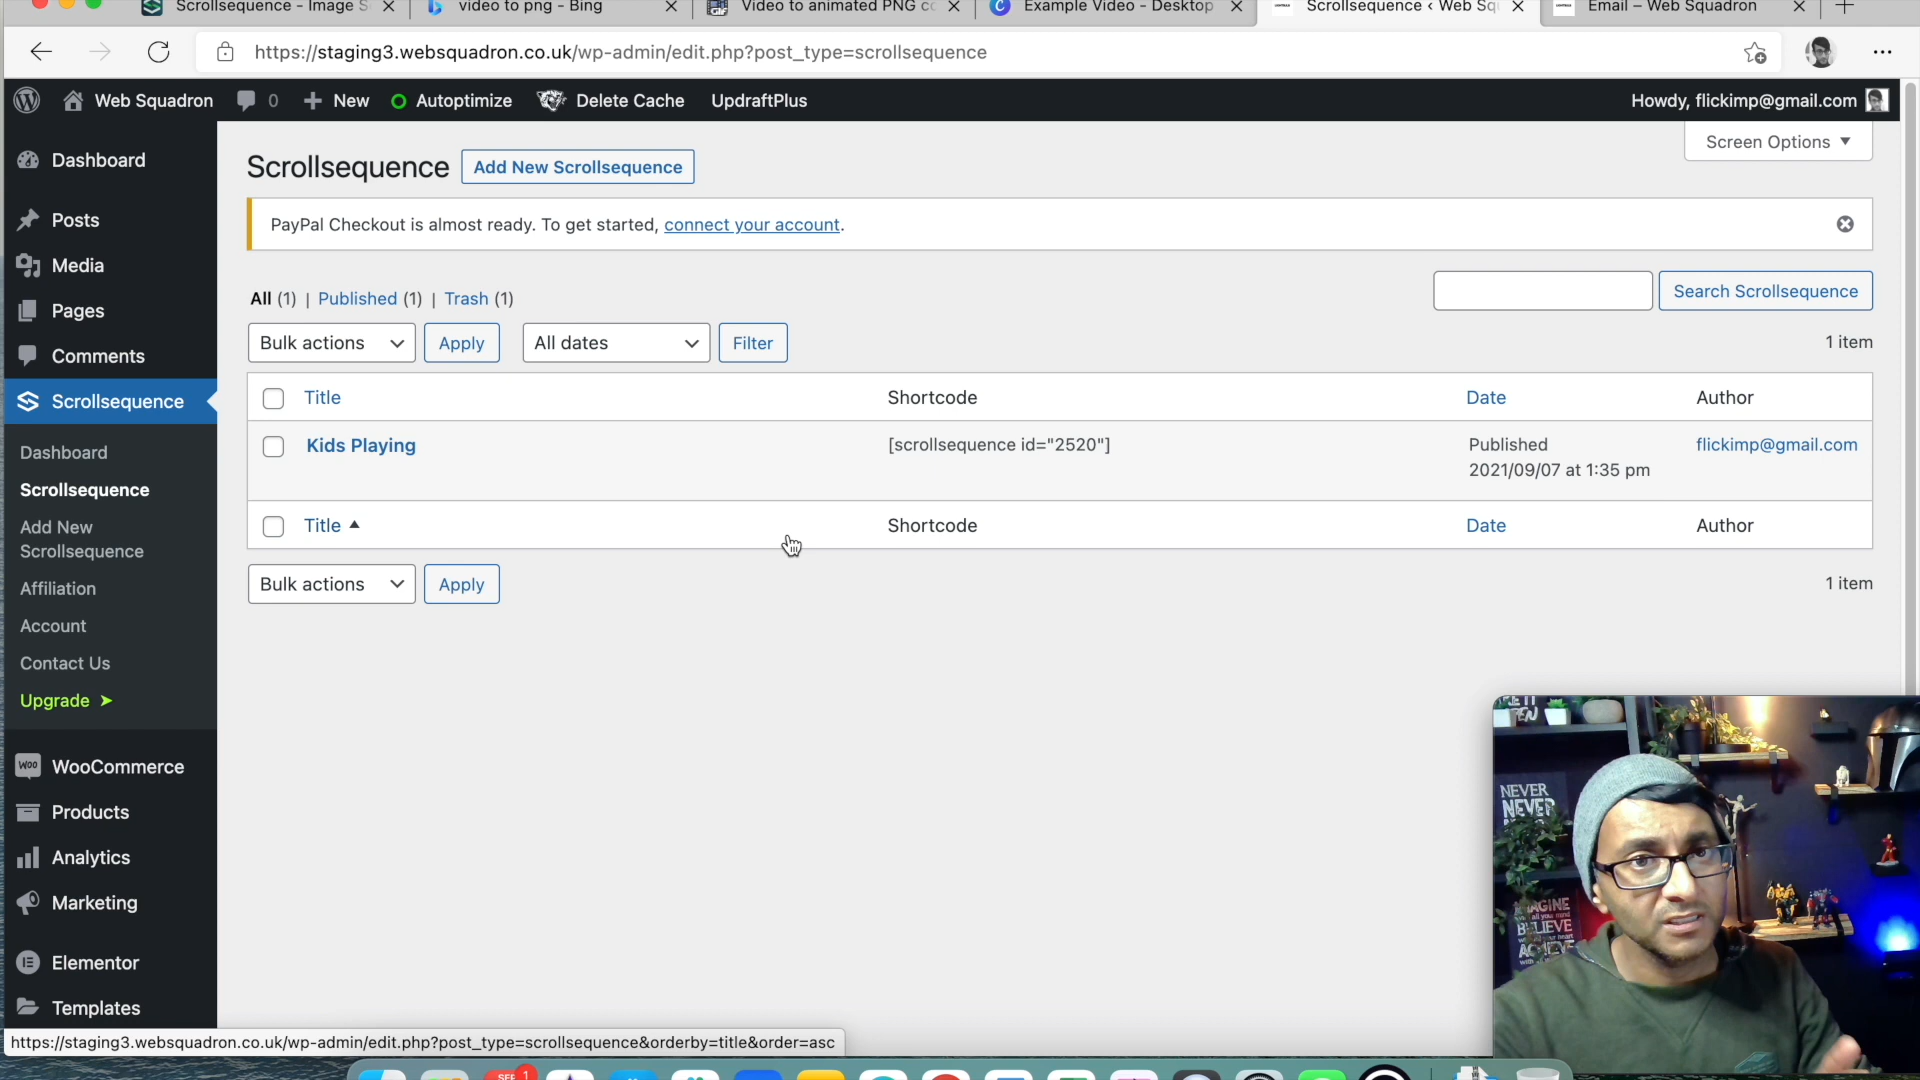 Scrollsequence - Image S
video to png - Bing
Video to animated PNG co
Example Video - Desktop
Scrollsequence ‹ Web Sq
Email – Web Squadron
https://staging3.websquadron.co.uk/wp-admin/edit.php?post_type=scrollsequence
Web Squadron
0
New
Autoptimize
Delete Cache
UpdraftPlus
Howdy, flickimp@gmail.com
Dashboard
Posts
Media
Pages
Comments
Scrollsequence
Dashboard
Scrollsequence
Add New
Scrollsequence
Affiliation
Account
Contact Us
Upgrade ➤
WooCommerce
Products
Analytics
Marketing
Elementor
Templates
Screen Options ▼
Scrollsequence
Add New Scrollsequence
PayPal Checkout is almost ready. To get started, connect your account.
All (1) | Published (1) | Trash (1)
Search Scrollsequence
Bulk actions
Apply
All dates
Filter
1 item
Title
Shortcode
Date
Author
Kids Playing
[scrollsequence id="2520"]
Published
2021/09/07 at 1:35 pm
flickimp@gmail.com
Title ▲
Shortcode
Date
Author
Bulk actions
Apply
1 item
NEVER
NEVER
IMAGINE
BELIEVE
https://staging3.websquadron.co.uk/wp-admin/edit.php?post_type=scrollsequence&orderby=title&order=asc
SEP
1